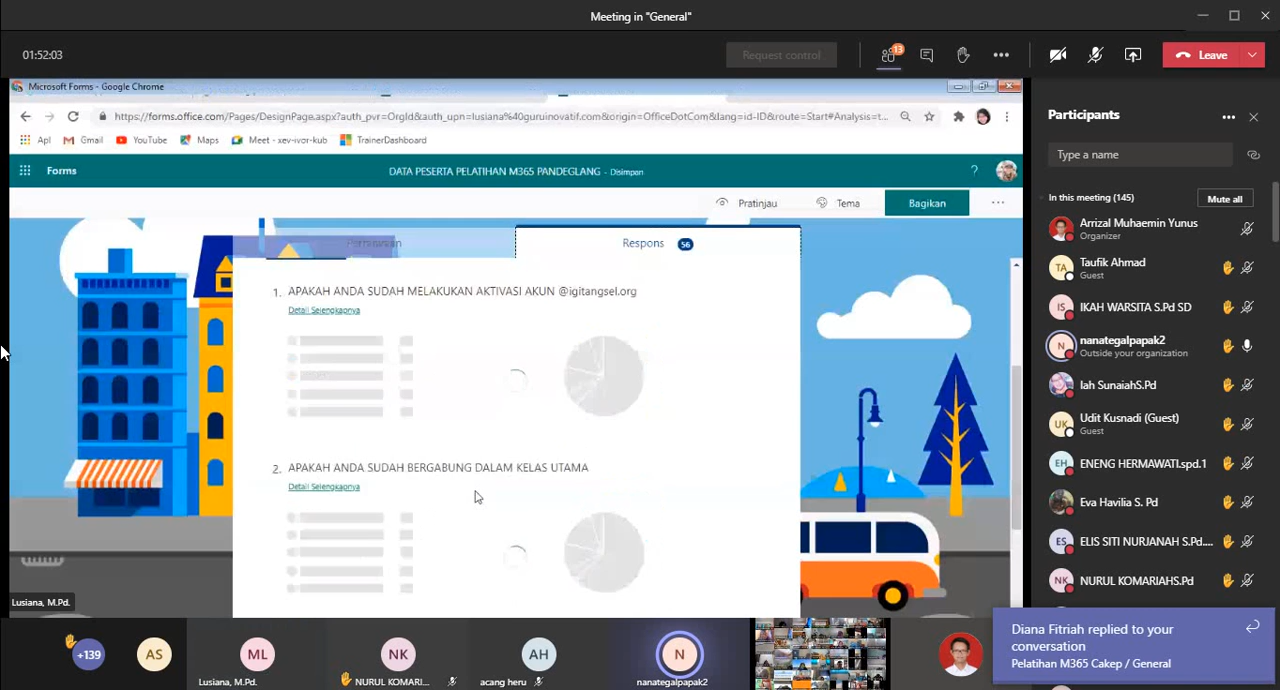 Meeting in "General"
01:52:03
Request control
13
Leave
Microsoft Forms - Google Chrome
https://forms.office.com/Pages/DesignPage.aspx?auth_pvr=OrgId&auth_upn=lusiana%40guruinovatif.com&origin=OfficeDotCom&lang=id-ID&route=Start#Analysis=t...
Apl
Gmail
YouTube
Maps
Meet - xev-ivor-kub
TrainerDashboard
Forms
DATA PESERTA PELATIHAN M365 PANDEGLANG - Disimpan
?
Pratinjau
Tema
Bagikan
Respons 56
1. APAKAH ANDA SUDAH MELAKUKAN AKTIVASI AKUN @igitangsel.org
Detail Selengkapnya
2. APAKAH ANDA SUDAH BERGABUNG DALAM KELAS UTAMA
Detail Selengkapnya
Lusiana, M.Pd.
Participants
Type a name
In this meeting (145)
Mute all
Arrizal Muhaemin Yunus
Organizer
TA
Taufik Ahmad
Guest
IS
IKAH WARSITA S.Pd SD
N
nanategalpapak2
Outside your organization
Iah SunaiahS.Pd
UK
Udit Kusnadi (Guest)
Guest
EH
ENENG HERMAWATI.spd.1
Eva Havilia S. Pd
ES
ELIS SITI NURJANAH S.Pd....
NK
NURUL KOMARIAHS.Pd
+139
AS
ML
Lusiana, M.Pd.
NK
NURUL KOMARI...
AH
acang heru
N
nanategalpapak2
Diana Fitriah replied to your
conversation
Pelatihan M365 Cakep / General